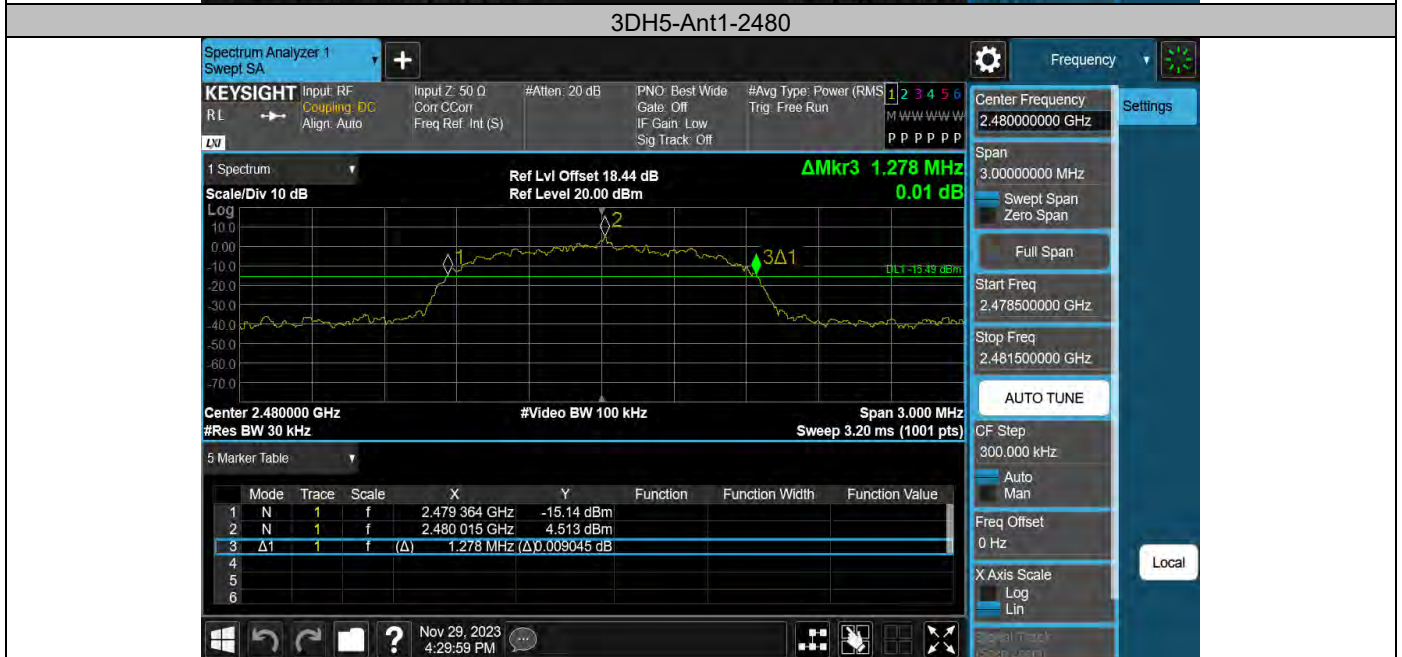 3DH5-Ant1-2480
Spectrum Analyzer 1
Swept SA
+
Frequency
KEYSIGHT
RL
LXI
Input: RF
Coupling: DC
Align: Auto
Input Z: 50 Ω
Corr CCorr
Freq Ref: Int (S)
#Atten: 20 dB
PNO: Best Wide
Gate: Off
IF Gain: Low
Sig Track: Off
#Avg Type: Power (RMS
Trig: Free Run
1 2 3 4 5 6
M W W W W W
P P P P P P
Center Frequency
2.480000000 GHz
Settings
1 Spectrum
Scale/Div 10 dB
Ref Lvl Offset 18.44 dB
Ref Level 20.00 dBm
ΔMkr3 1.278 MHz
0.01 dB
Span
3.00000000 MHz
Swept Span
Zero Span
Full Span
Log
10.0
0.00
-10.0
-20.0
-30.0
-40.0
-50.0
-60.0
-70.0
1
2
3Δ1
DL1 -15.49 dBm
Start Freq
2.478500000 GHz
Stop Freq
2.481500000 GHz
AUTO TUNE
Center 2.480000 GHz
#Res BW 30 kHz
#Video BW 100 kHz
Span 3.000 MHz
Sweep 3.20 ms (1001 pts)
CF Step
300.000 kHz
Auto
Man
5 Marker Table
Mode Trace Scale X Y Function Function Width Function Value
1 N 1 f 2.479 364 GHz -15.14 dBm
2 N 1 f 2.480 015 GHz 4.513 dBm
3 Δ1 1 f (Δ) 1.278 MHz (Δ)0.009045 dB
4
5
6
Freq Offset
0 Hz
X Axis Scale
Log
Lin
Local
Signal Track
?
Nov 29, 2023
4:29:59 PM